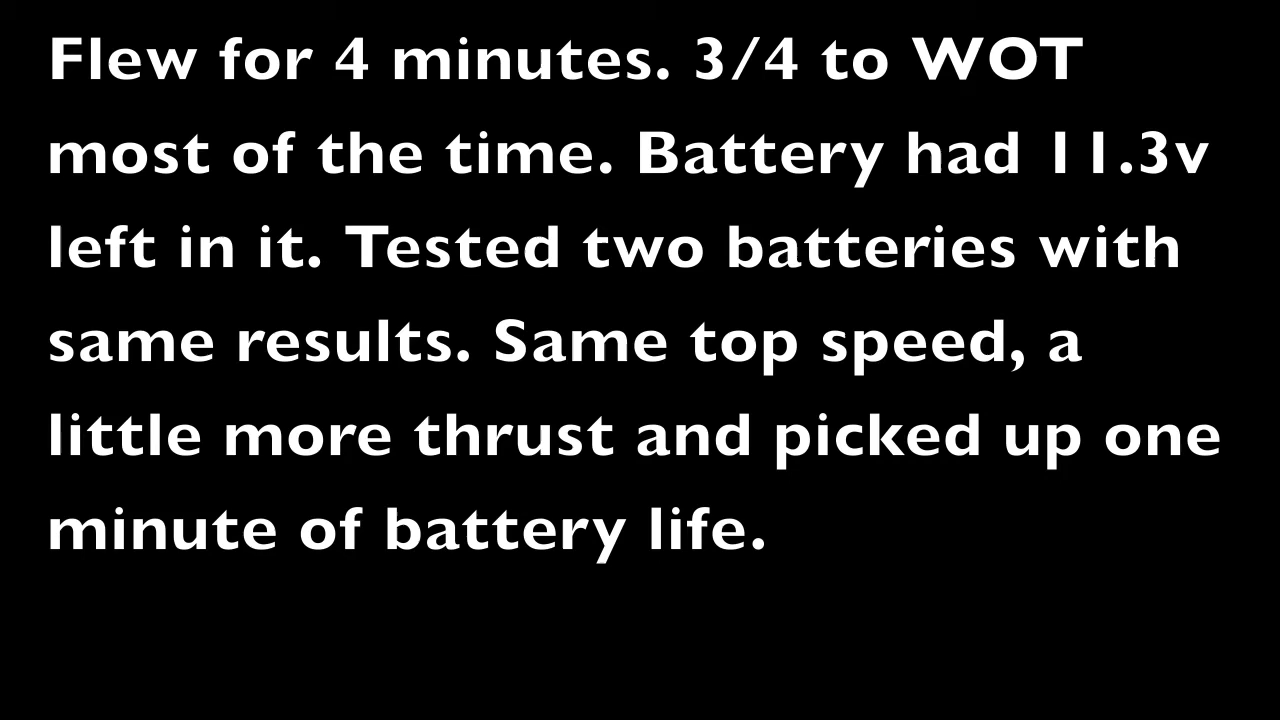 Flew for 4 minutes. 3/4 to WOT
most of the time. Battery had 11.3v
left in it. Tested two batteries with
same results. Same top speed, a
little more thrust and picked up one
minute of battery life.